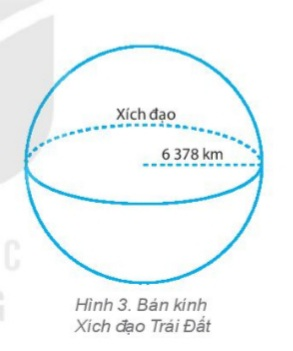 Xích đạo
6 378 km
C
G
Hình 3. Bán kính
Xích đạo Trái Đất